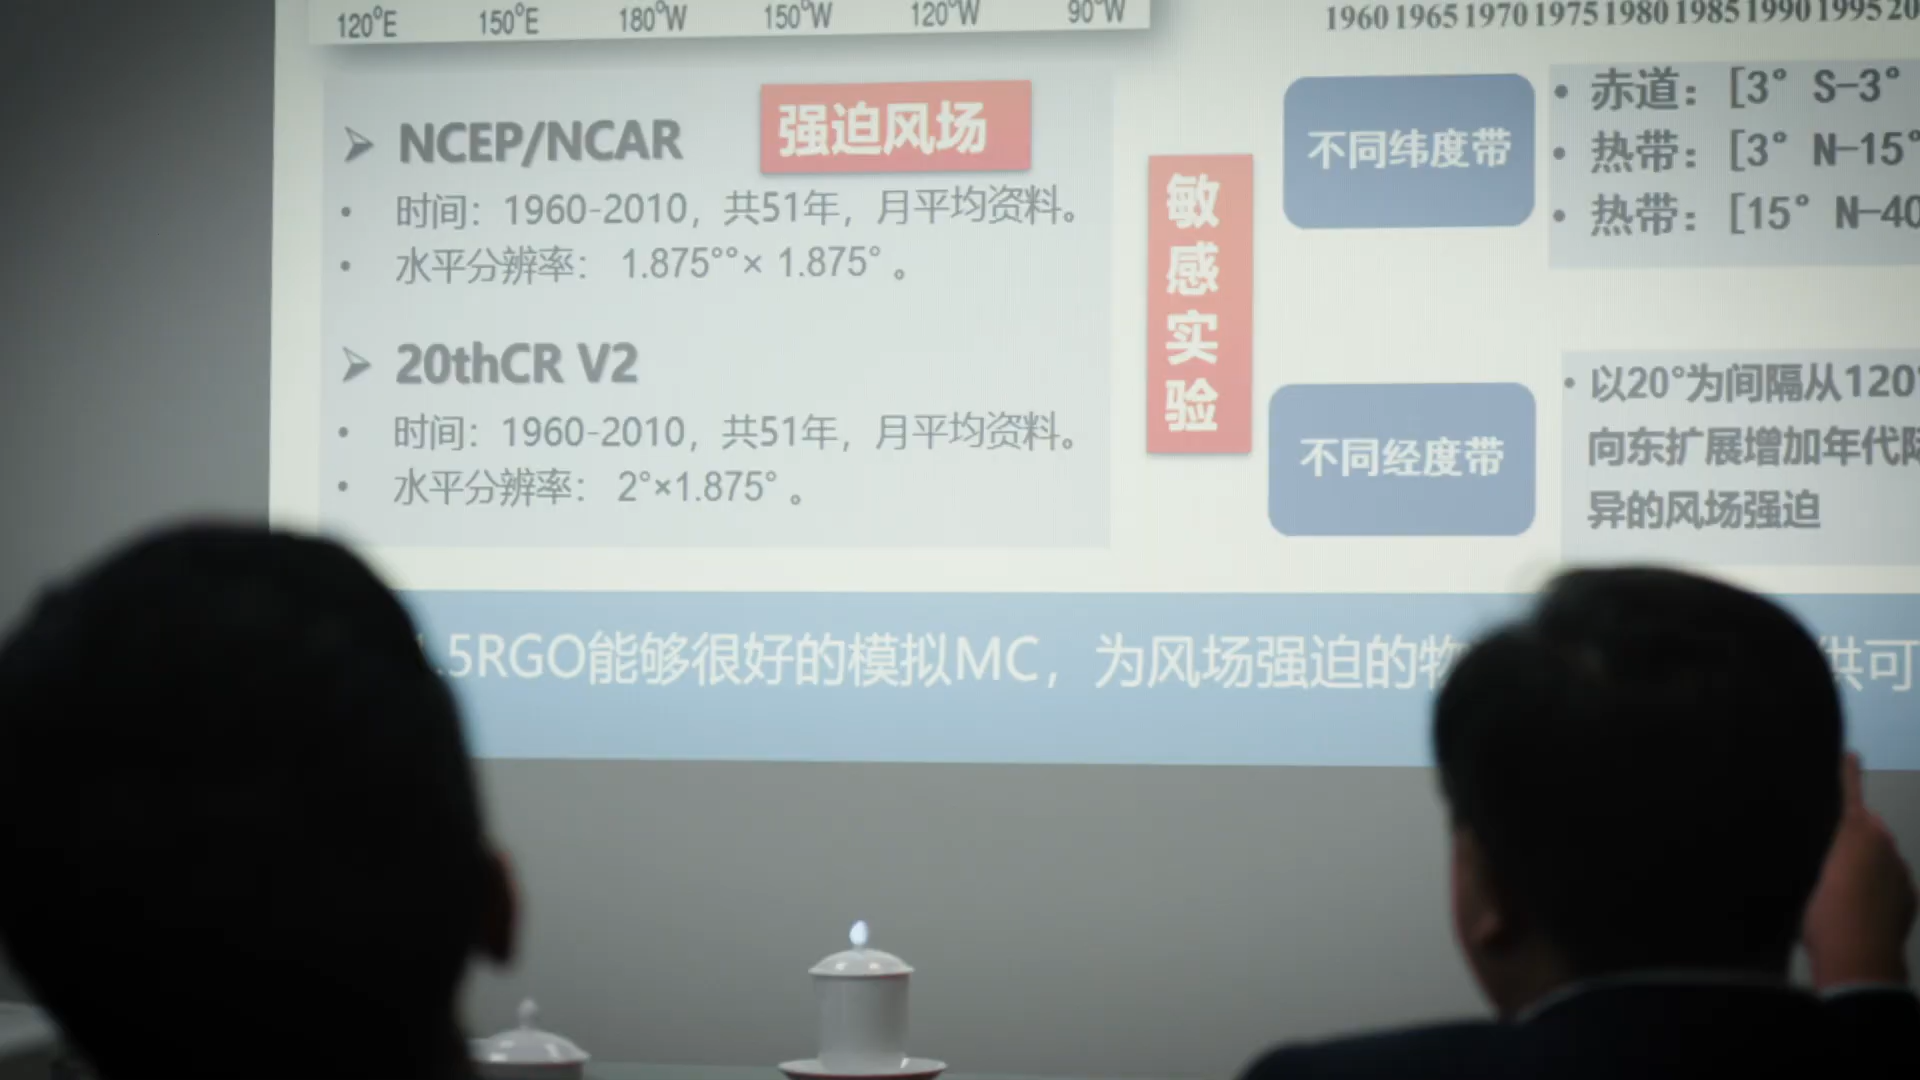 120°E 150°E 180°W 150°W 120°W 90°W
1960 1965 1970 1975 1980 1985 1990 1995 20
➢ NCEP/NCAR
强迫风场
• 时间：1960-2010，共51年，月平均资料。
• 水平分辨率： 1.875°°× 1.875° 。
➢ 20thCR V2
• 时间：1960-2010，共51年，月平均资料。
• 水平分辨率： 2°×1.875° 。
敏感实验
不同纬度带
• 赤道：[3° S-3°
• 热带：[3° N-15°
• 热带：[15° N-40
不同经度带
• 以20°为间隔从120°
向东扩展增加年代际
异的风场强迫
.5RGO能够很好的模拟MC，为风场强迫的物
供可